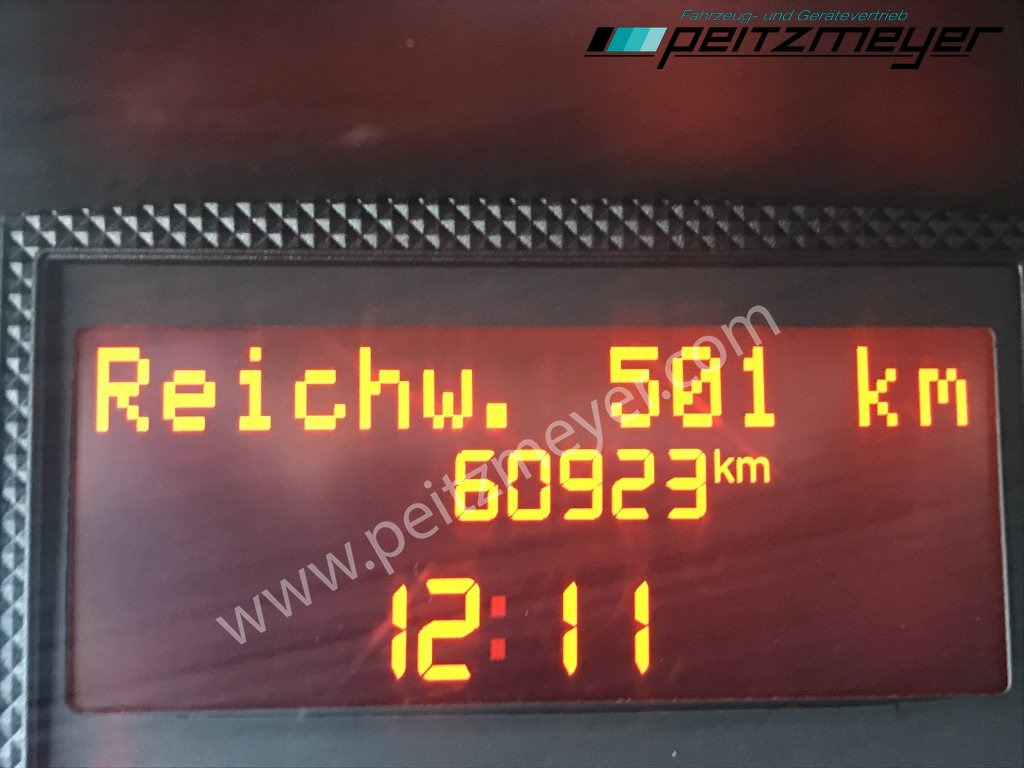 Fahrzeug- und Gerätevertrieb
peitzmeyer
Reichw. 501 km
60923 km
12:11
www.peitzmeyer.com